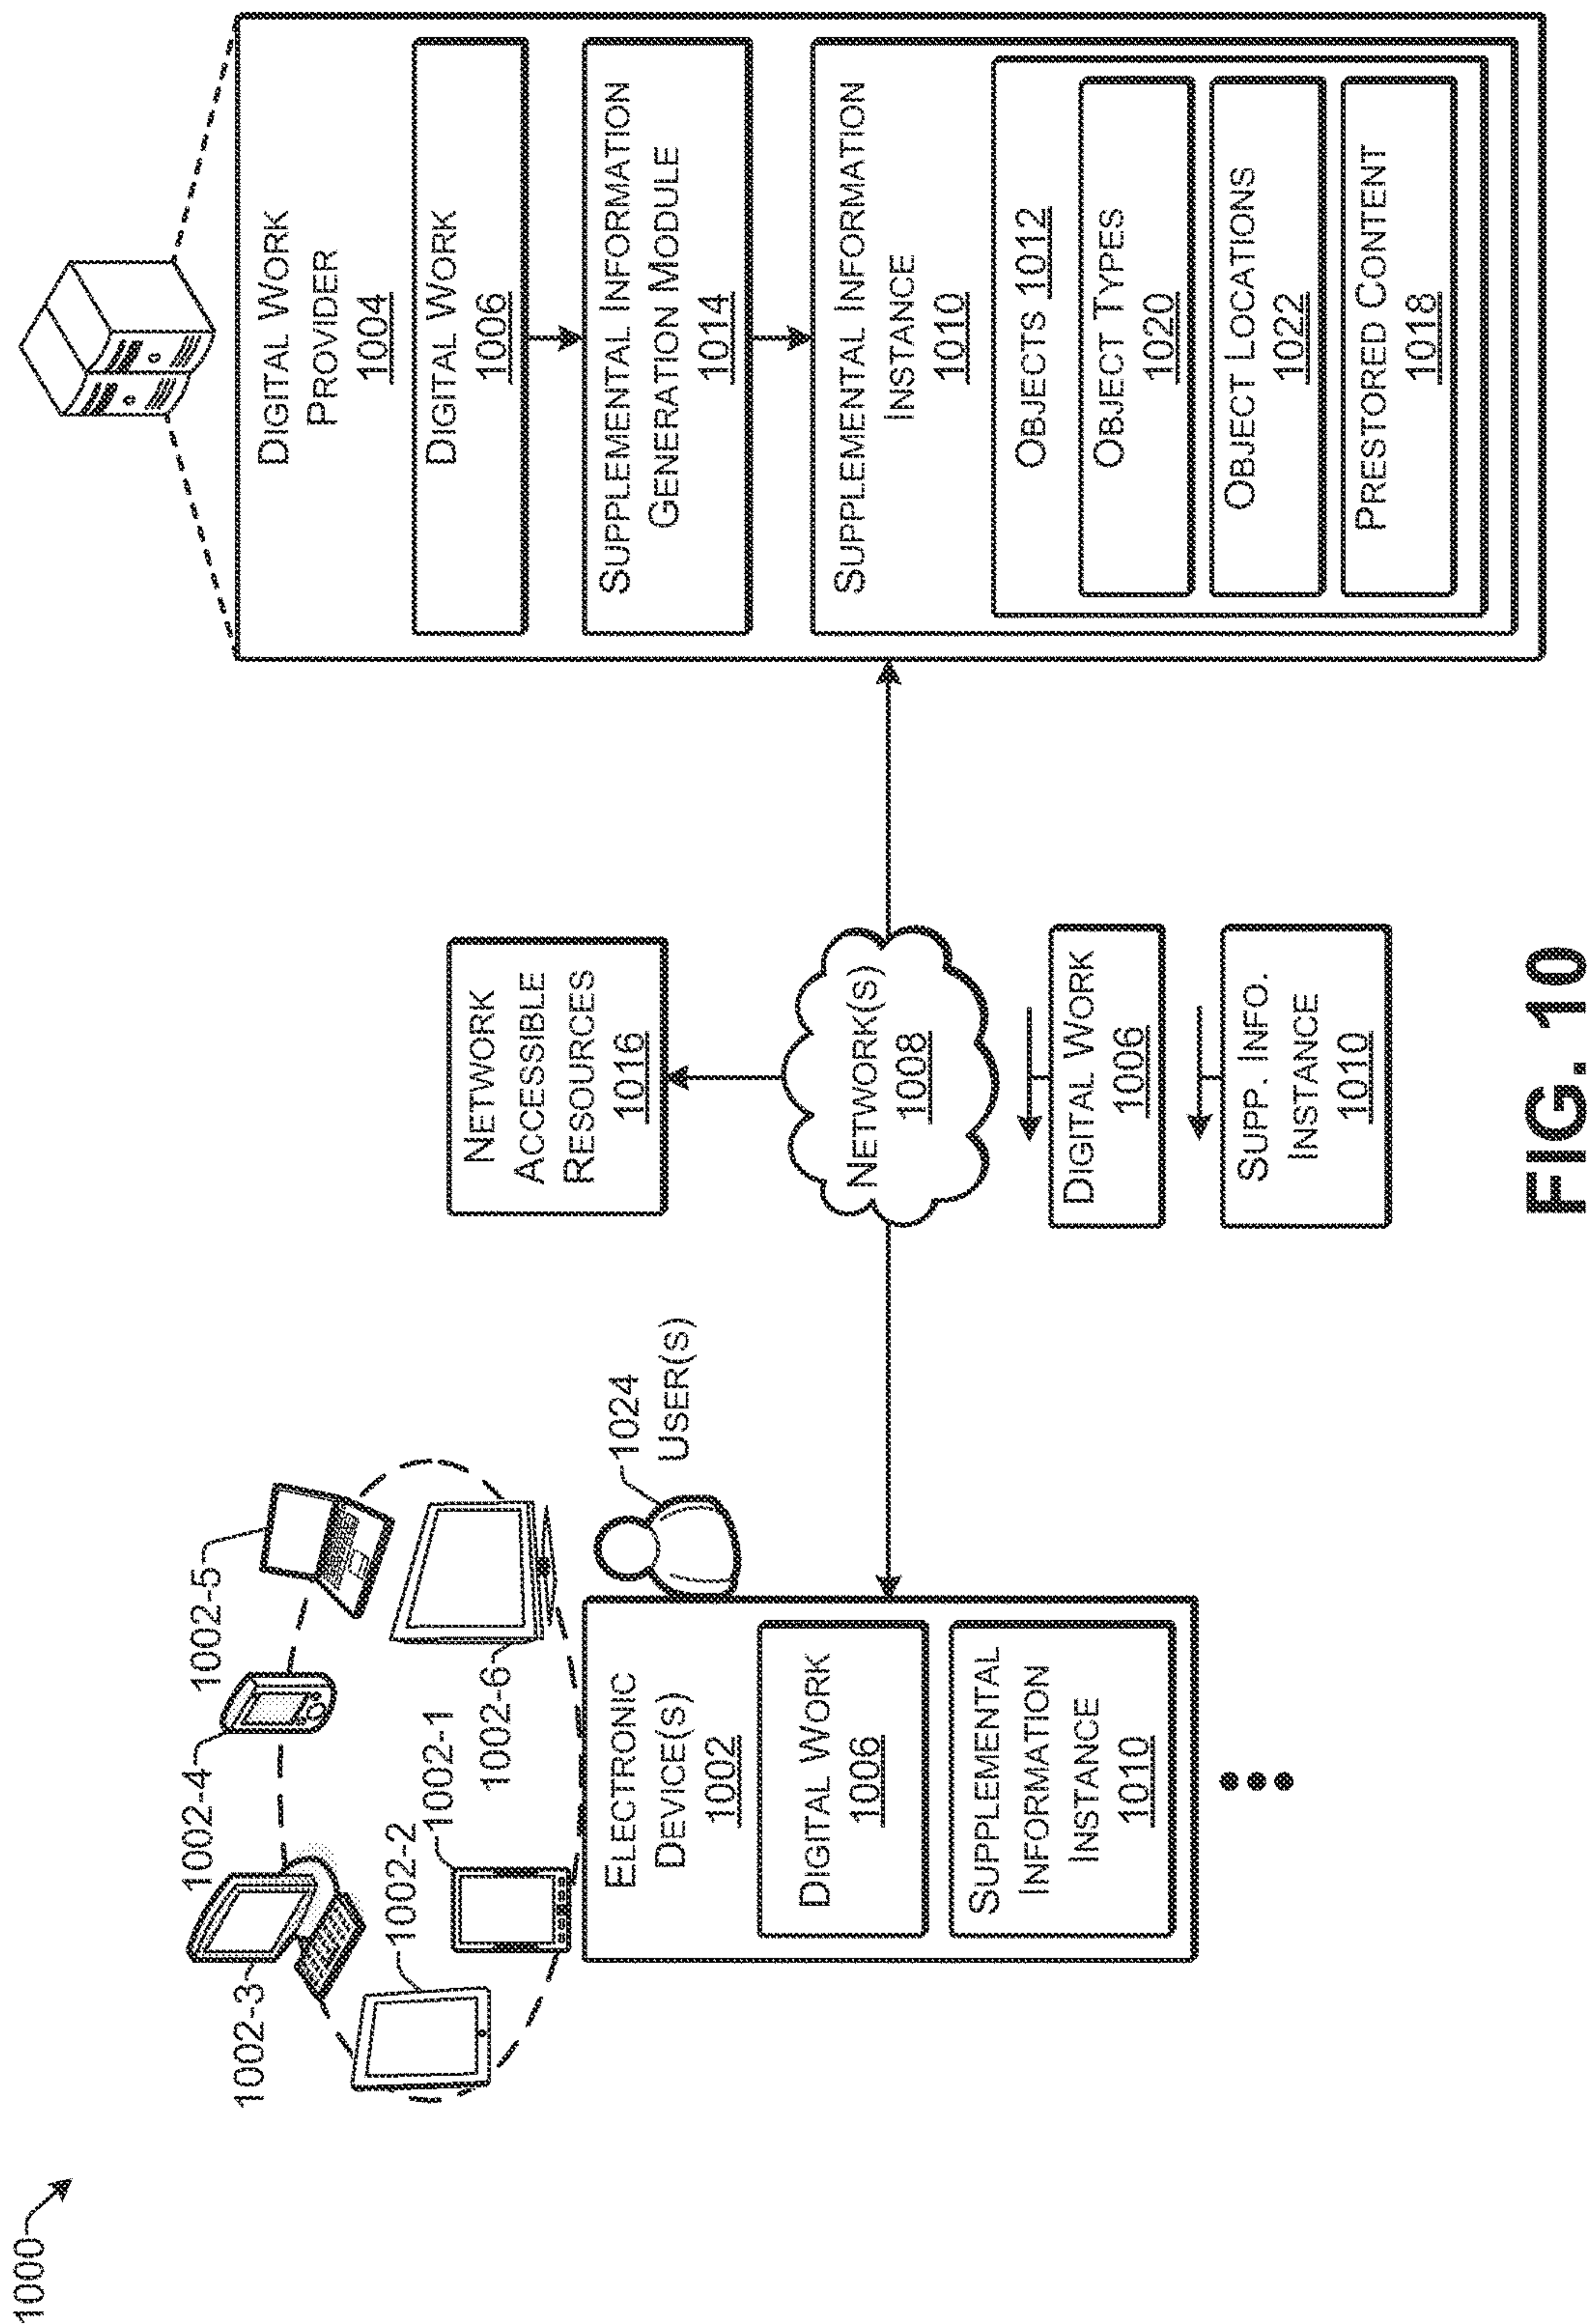 1000
1002-3
1002-4
1002-5
1002-2
1002-1
1002-6
1024
USER(S)
ELECTRONIC
DEVICE(S)
1002
DIGITAL WORK
1006
SUPPLEMENTAL
INFORMATION
INSTANCE
1010
NETWORK
ACCESSIBLE
RESOURCES
1016
NETWORK(S)
1008
DIGITAL WORK
1006
SUPP. INFO.
INSTANCE
1010
DIGITAL WORK
PROVIDER
1004
DIGITAL WORK
1006
SUPPLEMENTAL INFORMATION
GENERATION MODULE
1014
SUPPLEMENTAL INFORMATION
INSTANCE
1010
OBJECTS 1012
OBJECT TYPES
1020
OBJECT LOCATIONS
1022
PRESTORED CONTENT
1018
FIG. 10